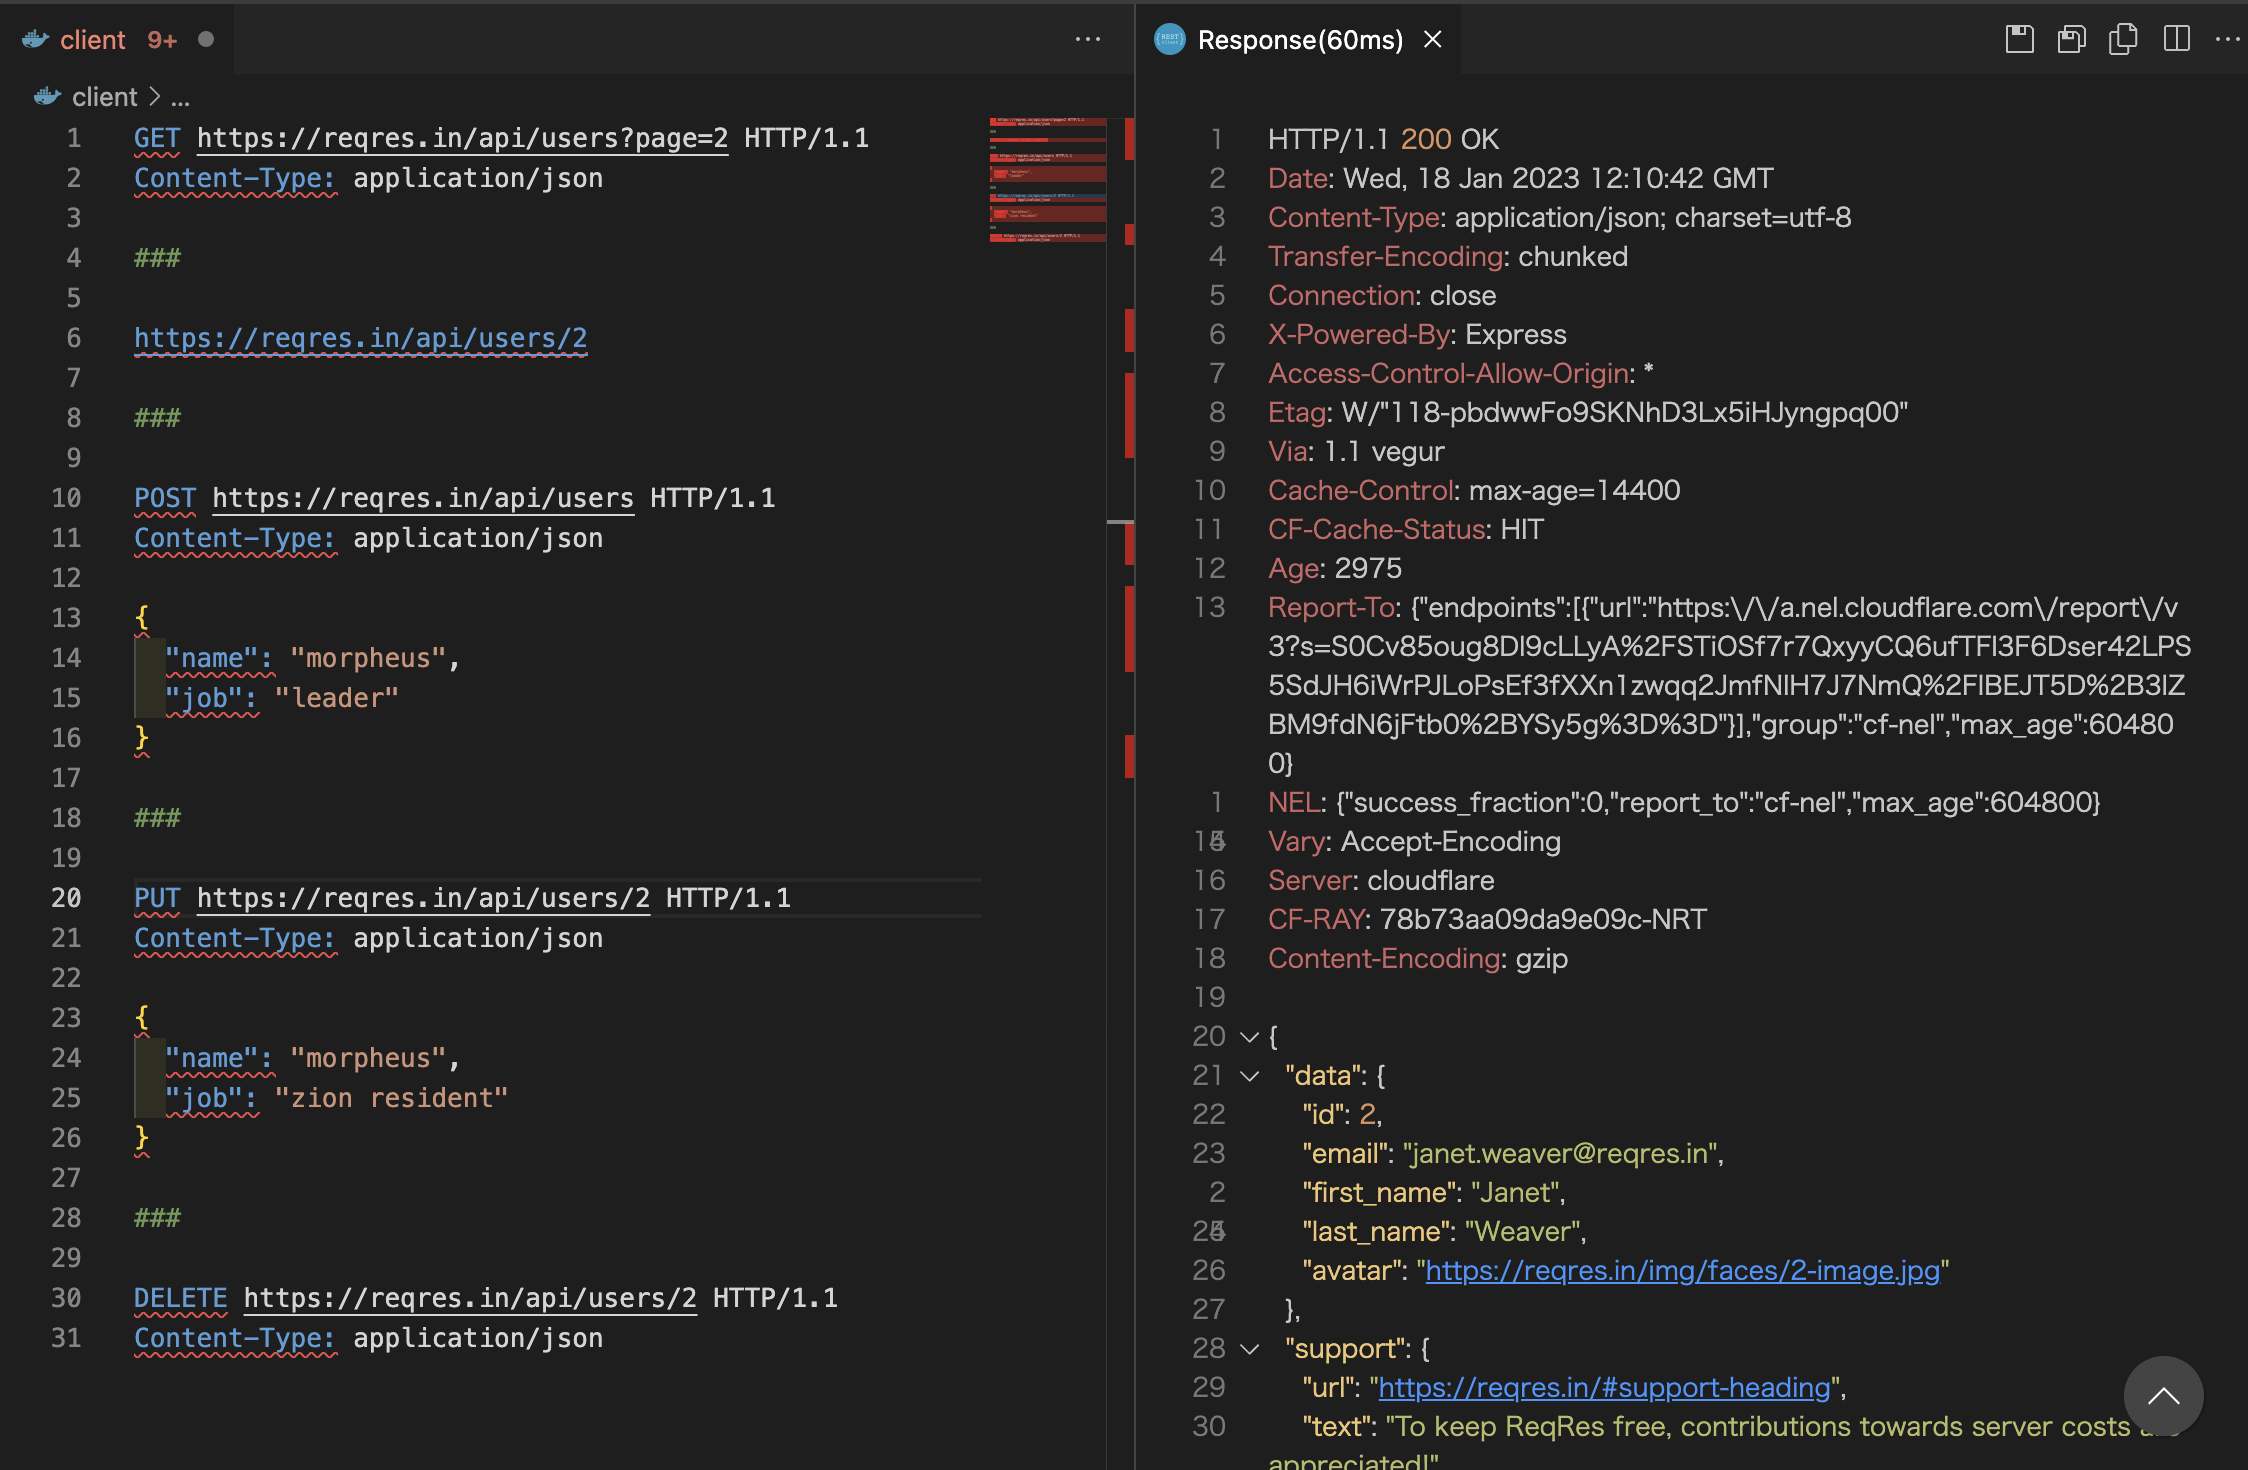 client 9+
client > ...
1 GET https://reqres.in/api/users?page=2 HTTP/1.1
2 Content-Type: application/json
3
4 ###
5
6 https://reqres.in/api/users/2
7
8 ###
9
10 POST https://reqres.in/api/users HTTP/1.1
11 Content-Type: application/json
12
13 {
14 "name": "morpheus",
15 "job": "leader"
16 }
17
18 ###
19
20 PUT https://reqres.in/api/users/2 HTTP/1.1
21 Content-Type: application/json
22
23 {
24 "name": "morpheus",
25 "job": "zion resident"
26 }
27
28 ###
29
30 DELETE https://reqres.in/api/users/2 HTTP/1.1
31 Content-Type: application/json
Response(60ms)
1 HTTP/1.1 200 OK
2 Date: Wed, 18 Jan 2023 12:10:42 GMT
3 Content-Type: application/json; charset=utf-8
4 Transfer-Encoding: chunked
5 Connection: close
6 X-Powered-By: Express
7 Access-Control-Allow-Origin: *
8 Etag: W/"118-pbdwwFo9SKNhD3Lx5iHJyngpq00"
9 Via: 1.1 vegur
10 Cache-Control: max-age=14400
11 CF-Cache-Status: HIT
12 Age: 2975
13 Report-To: {"endpoints":[{"url":"https:\/\/a.nel.cloudflare.com\/report\/v
3?s=S0Cv85oug8Dl9cLLyA%2FSTiOSf7r7QxyyCQ6ufTFl3F6Dser42LPS
5SdJH6iWrPJLoPsEf3fXXn1zwqq2JmfNlH7J7NmQ%2FIBEJT5D%2B3lZ
BM9fdN6jFtb0%2BYSy5g%3D%3D"}],"group":"cf-nel","max_age":60480
0}
1 NEL: {"success_fraction":0,"report_to":"cf-nel","max_age":604800}
15 Vary: Accept-Encoding
16 Server: cloudflare
17 CF-RAY: 78b73aa09da9e09c-NRT
18 Content-Encoding: gzip
19
20 {
21 "data": {
22 "id": 2,
23 "email": "janet.weaver@reqres.in",
2 "first_name": "Janet",
25 "last_name": "Weaver",
26 "avatar": "https://reqres.in/img/faces/2-image.jpg"
27 },
28 "support": {
29 "url": "https://reqres.in/#support-heading",
30 "text": "To keep ReqRes free, contributions towards server costs
appreciated!"